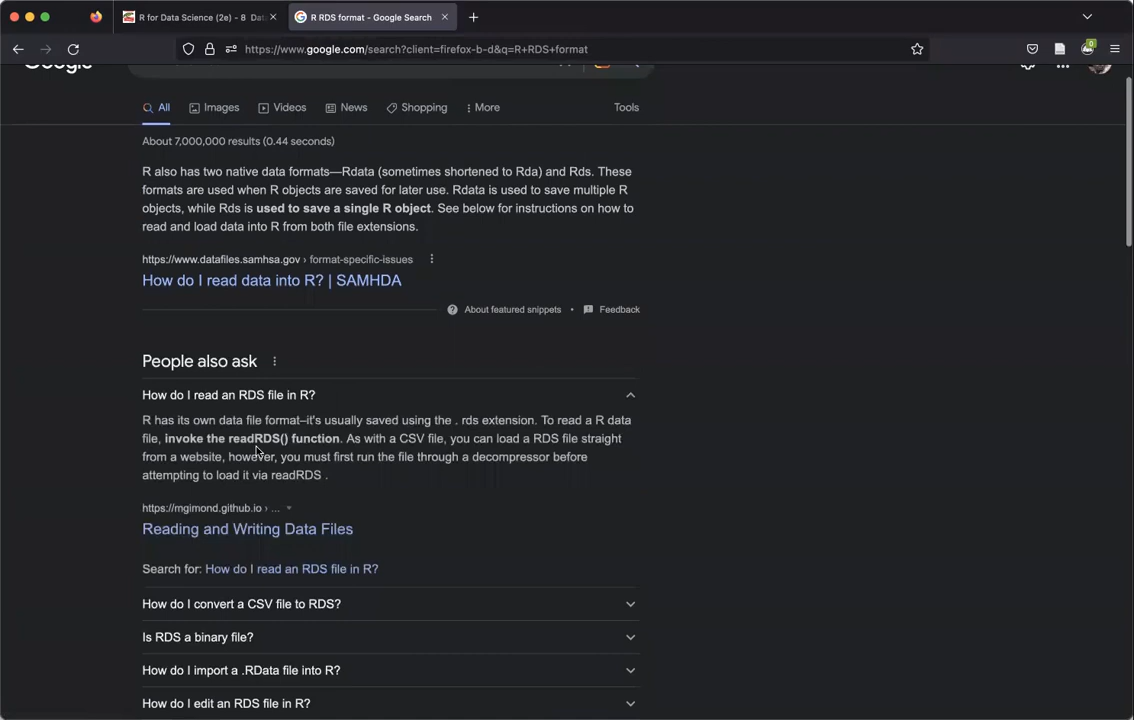 R for Data Science (2e) - 8 Dat
R RDS format - Google Search
https://www.google.com/search?client=firefox-b-d&q=R+RDS+format
0
Google
All
Images
Videos
News
Shopping
More
Tools
About 7,000,000 results (0.44 seconds)
R also has two native data formats—Rdata (sometimes shortened to Rda) and Rds. These
formats are used when R objects are saved for later use. Rdata is used to save multiple R
objects, while Rds is used to save a single R object. See below for instructions on how to
read and load data into R from both file extensions.
https://www.datafiles.samhsa.gov › format-specific-issues
How do I read data into R? | SAMHDA
About featured snippets • Feedback
People also ask
How do I read an RDS file in R?
R has its own data file format–it's usually saved using the . rds extension. To read a R data
file, invoke the readRDS() function. As with a CSV file, you can load a RDS file straight
from a website, however, you must first run the file through a decompressor before
attempting to load it via readRDS .
https://mgimond.github.io › ...
Reading and Writing Data Files
Search for: How do I read an RDS file in R?
How do I convert a CSV file to RDS?
Is RDS a binary file?
How do I import a .RData file into R?
How do I edit an RDS file in R?